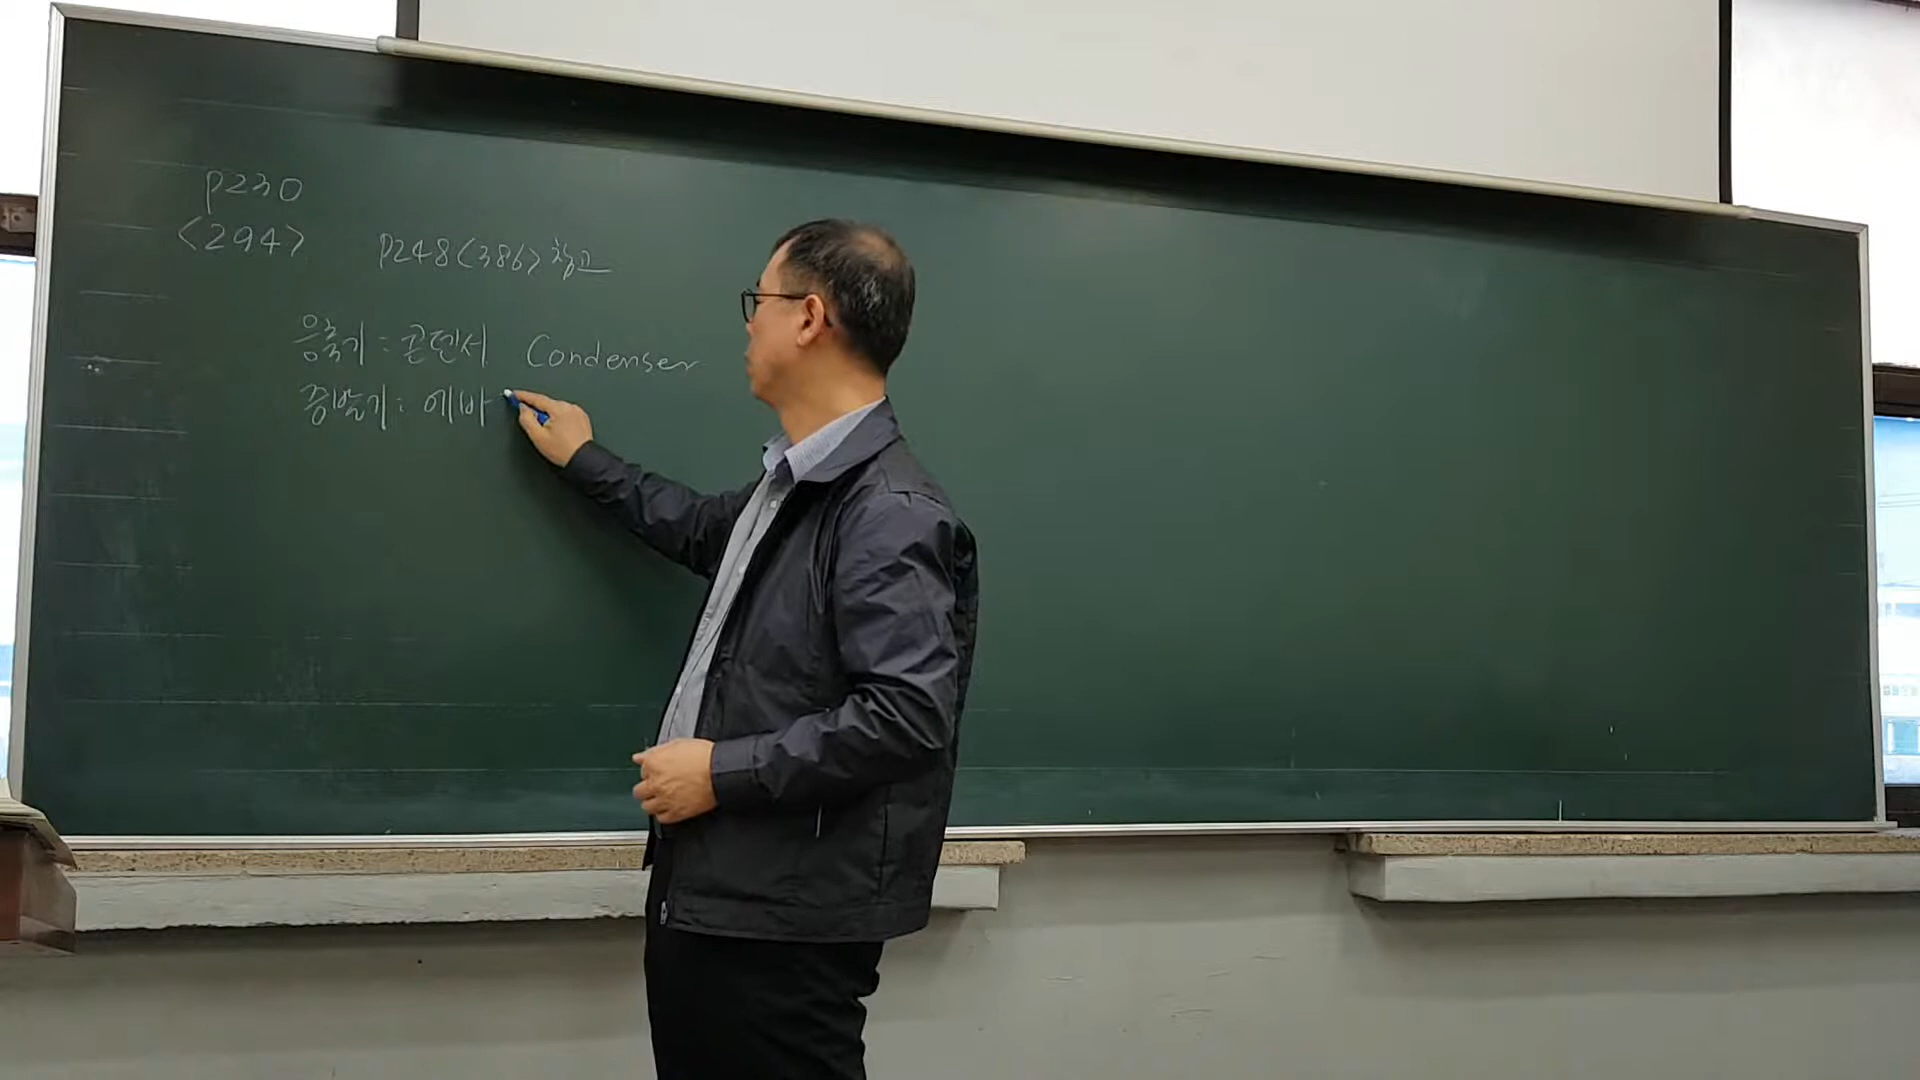 P230
<294>
P248<386> 참고
응축기 : 콘덴서 Condenser
증발기 : 에바